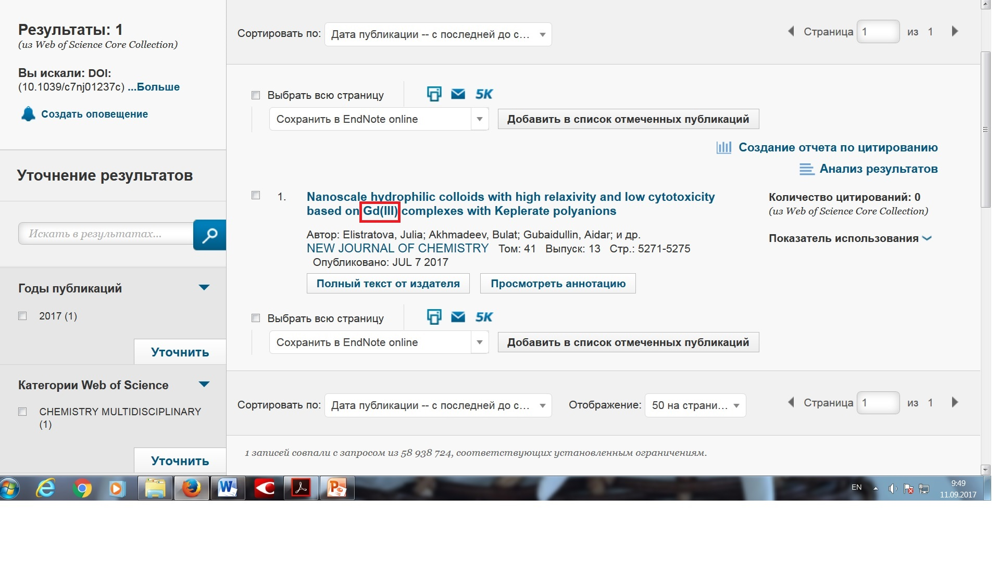 Результаты: 1
(из Web of Science Core Collection)
Вы искали: DOI:
(10.1039/c7nj01237c) ...Больше
Создать оповещение
Уточнение результатов
Искать в результатах...
Годы публикаций
2017 (1)
Уточнить
Категории Web of Science
CHEMISTRY MULTIDISCIPLINARY
(1)
Уточнить
Сортировать по: Дата публикации -- с последней до с...
Страница 1 из 1
Выбрать всю страницу 5K
Сохранить в EndNote online Добавить в список отмеченных публикаций
Создание отчета по цитированию
Анализ результатов
1. Nanoscale hydrophilic colloids with high relaxivity and low cytotoxicity
based on Gd(III) complexes with Keplerate polyanions
Автор: Elistratova, Julia; Akhmadeev, Bulat; Gubaidullin, Aidar; и др.
NEW JOURNAL OF CHEMISTRY Том: 41 Выпуск: 13 Стр.: 5271-5275
Опубликовано: JUL 7 2017
Полный текст от издателя Просмотреть аннотацию
Количество цитирований: 0
(из Web of Science Core Collection)
Показатель использования
Выбрать всю страницу 5K
Сохранить в EndNote online Добавить в список отмеченных публикаций
Сортировать по: Дата публикации -- с последней до с... Отображение: 50 на страни... Страница 1 из 1
1 записей совпали с запросом из 58 938 724, соответствующих установленным ограничениям.
EN 9:49
11.09.2017